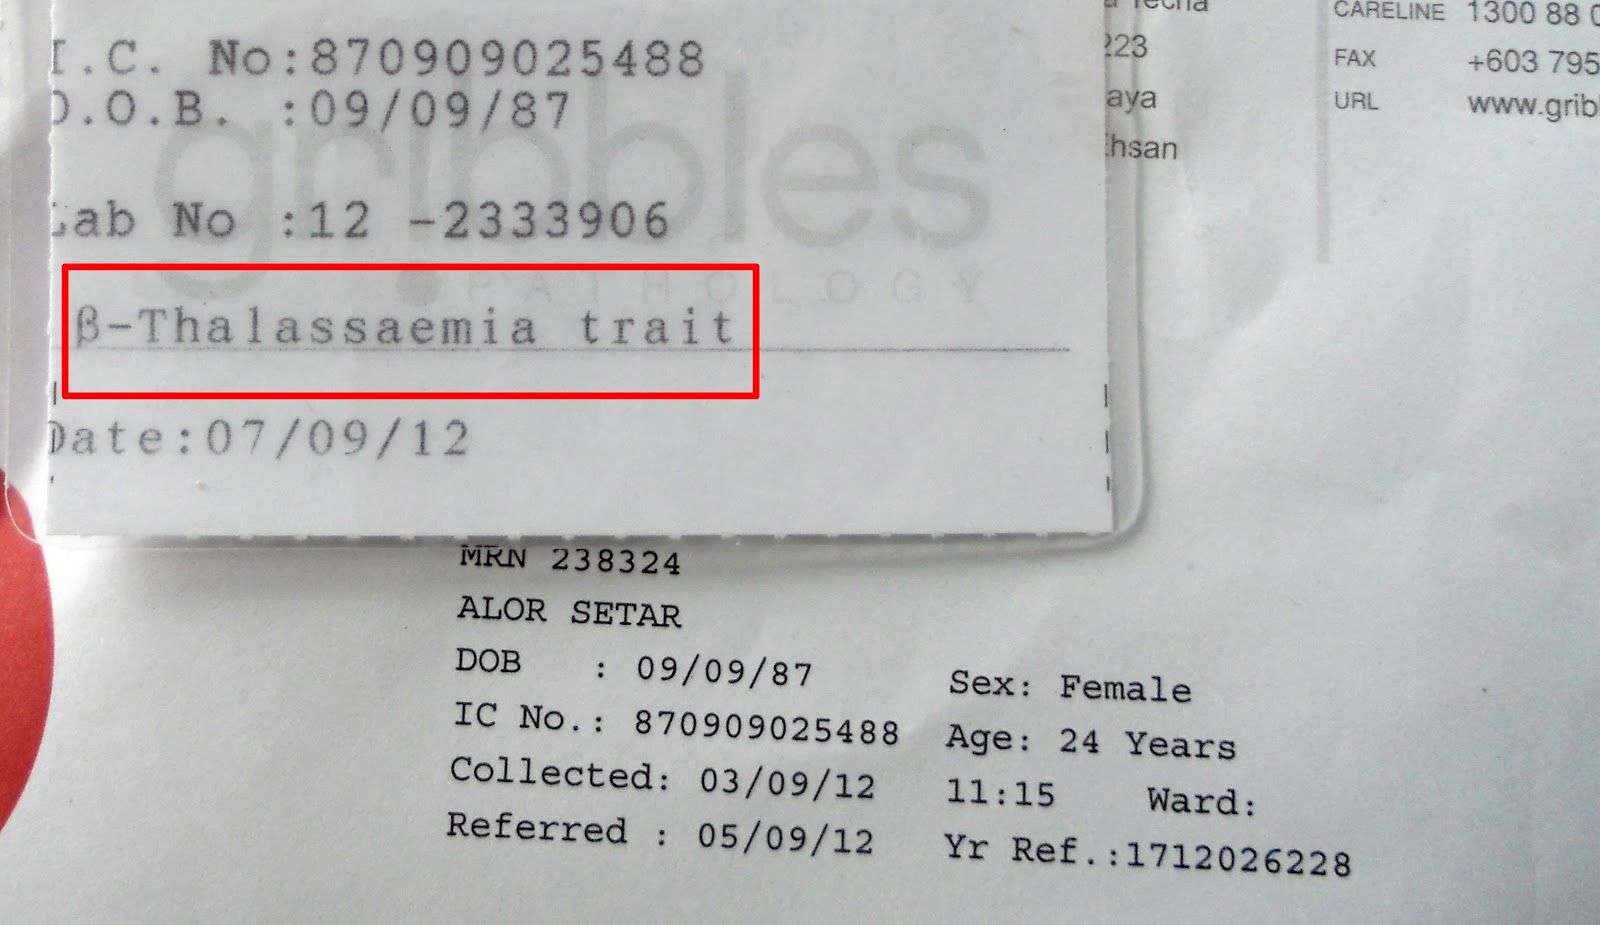 I.C. No:870909025488
D.O.B. :09/09/87
gribbles
PATHOLOGY
Lab No :12 -2333906
β-Thalassaemia trait
Date:07/09/12
223
aya
Ehsan
CARELINE 1300 88
FAX +603 795
URL www.gribb
MRN 238324
ALOR SETAR
DOB : 09/09/87 Sex: Female
IC No.: 870909025488 Age: 24 Years
Collected: 03/09/12 11:15 Ward:
Referred : 05/09/12 Yr Ref.:1712026228